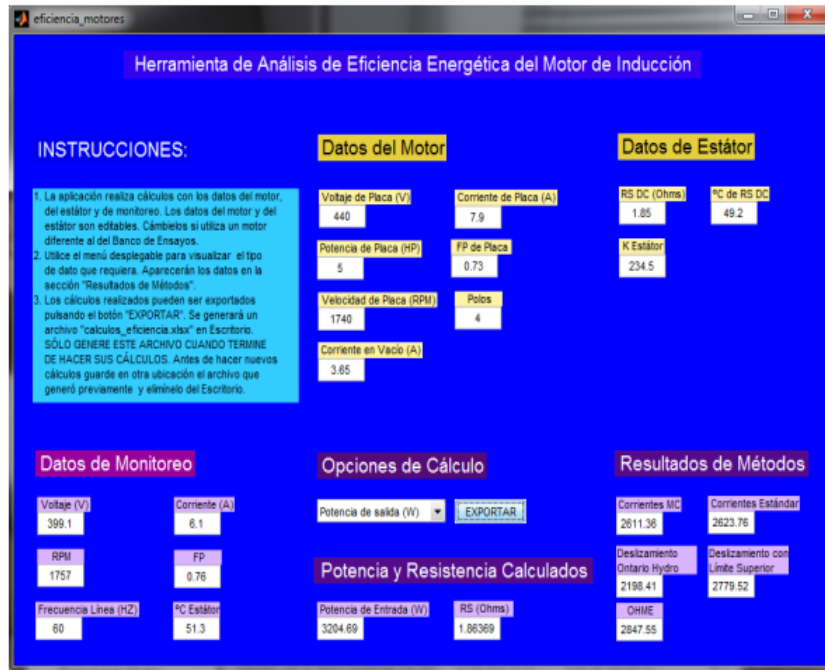 eficiencia_motores
Herramienta de Análisis de Eficiencia Energética del Motor de Inducción
INSTRUCCIONES:
1. La aplicación realiza cálculos con los datos del motor,
del estátor y de monitoreo. Los datos del motor y del
estátor son editables. Cámbielos si utiliza un motor
diferente al del Banco de Ensayos.
2. Utilice el menú desplegable para visualizar el tipo
de dato que requiera. Aparecerán los datos en la
sección "Resultados de Métodos".
3. Los cálculos realizados pueden ser exportados
pulsando el botón "EXPORTAR". Se generará un
archivo "calculos_eficiencia.xlsx" en Escritorio.
SÓLO GENERE ESTE ARCHIVO CUANDO TERMINE
DE HACER SUS CÁLCULOS. Antes de hacer nuevos
cálculos guarde en otra ubicación el archivo que
generó previamente y elimínelo del Escritorio.
Datos del Motor
Voltaje de Placa (V)
Corriente de Placa (A)
440
7.9
Potencia de Placa (HP)
FP de Placa
5
0.73
Velocidad de Placa (RPM)
Polos
1740
4
Corriente en Vacío (A)
3.65
Datos de Estátor
RS DC (Ohms)
ºC de RS DC
1.85
49.2
K Estátor
234.5
Datos de Monitoreo
Voltaje (V)
Corriente (A)
399.1
6.1
RPM
FP
1757
0.76
Frecuencia Línea (HZ)
ºC Estátor
60
51.3
Opciones de Cálculo
Potencia de salida (W)
EXPORTAR
Potencia y Resistencia Calculados
Potencia de Entrada (W)
RS (Ohms)
3204.69
1.86369
Resultados de Métodos
Corrientes MC
Corrientes Estándar
2611.36
2623.76
Deslizamiento
Ontario Hydro
Deslizamiento con
Límite Superior
2198.41
2779.52
OHME
2847.55